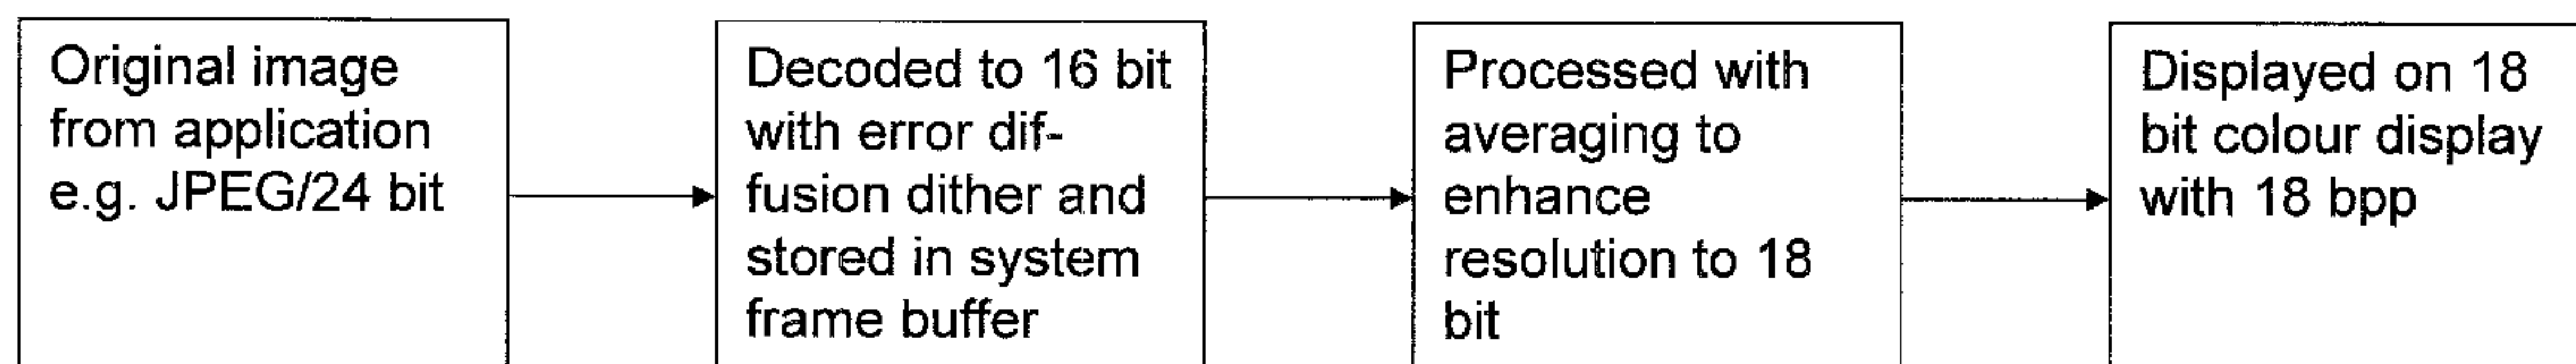 Original image
from application
e.g. JPEG/24 bit
Decoded to 16 bit
with error dif-
fusion dither and
stored in system
frame buffer
Processed with
averaging to
enhance
resolution to 18
bit
Displayed on 18
bit colour display
with 18 bpp